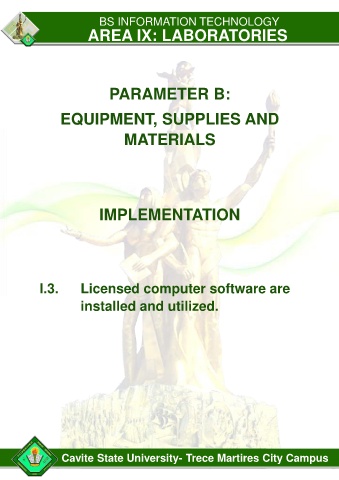 BS INFORMATION TECHNOLOGY
AREA IX: LABORATORIES
PARAMETER B:
EQUIPMENT, SUPPLIES AND
MATERIALS
IMPLEMENTATION
I.3. Licensed computer software are
installed and utilized.
Cavite State University- Trece Martires City Campus